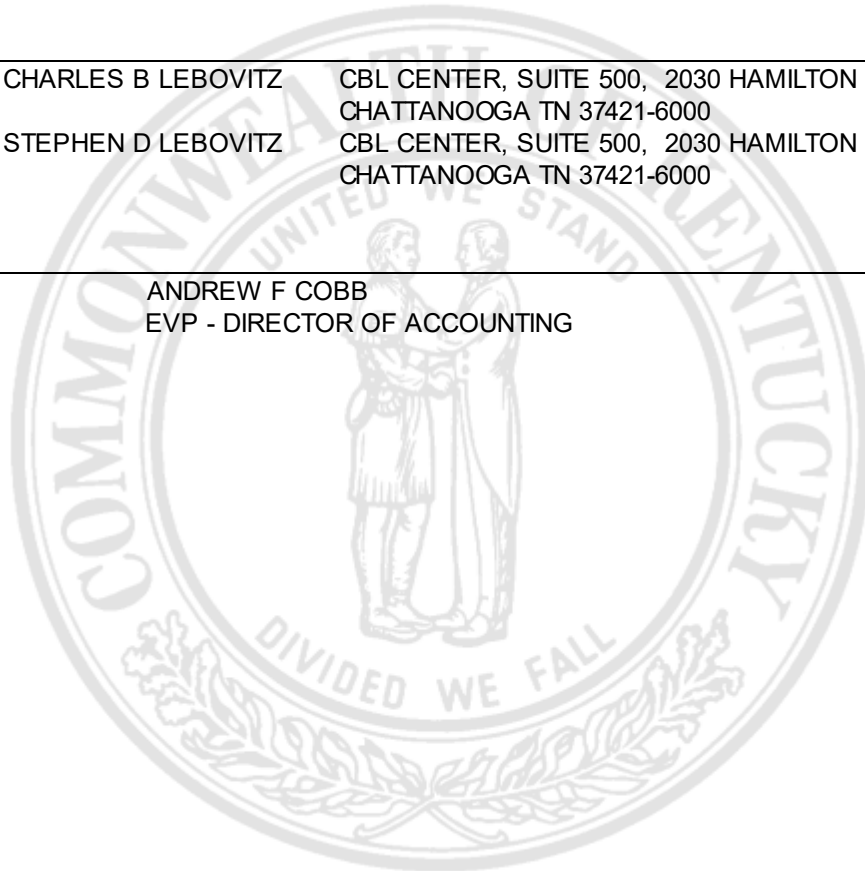 CHARLES B LEBOVITZ CBL CENTER, SUITE 500, 2030 HAMILTON
CHATTANOOGA TN 37421-6000
STEPHEN D LEBOVITZ CBL CENTER, SUITE 500, 2030 HAMILTON
CHATTANOOGA TN 37421-6000
ANDREW F COBB
EVP - DIRECTOR OF ACCOUNTING
COMMONWEALTH OF KENTUCKY
UNITED WE STAND
DIVIDED WE FALL